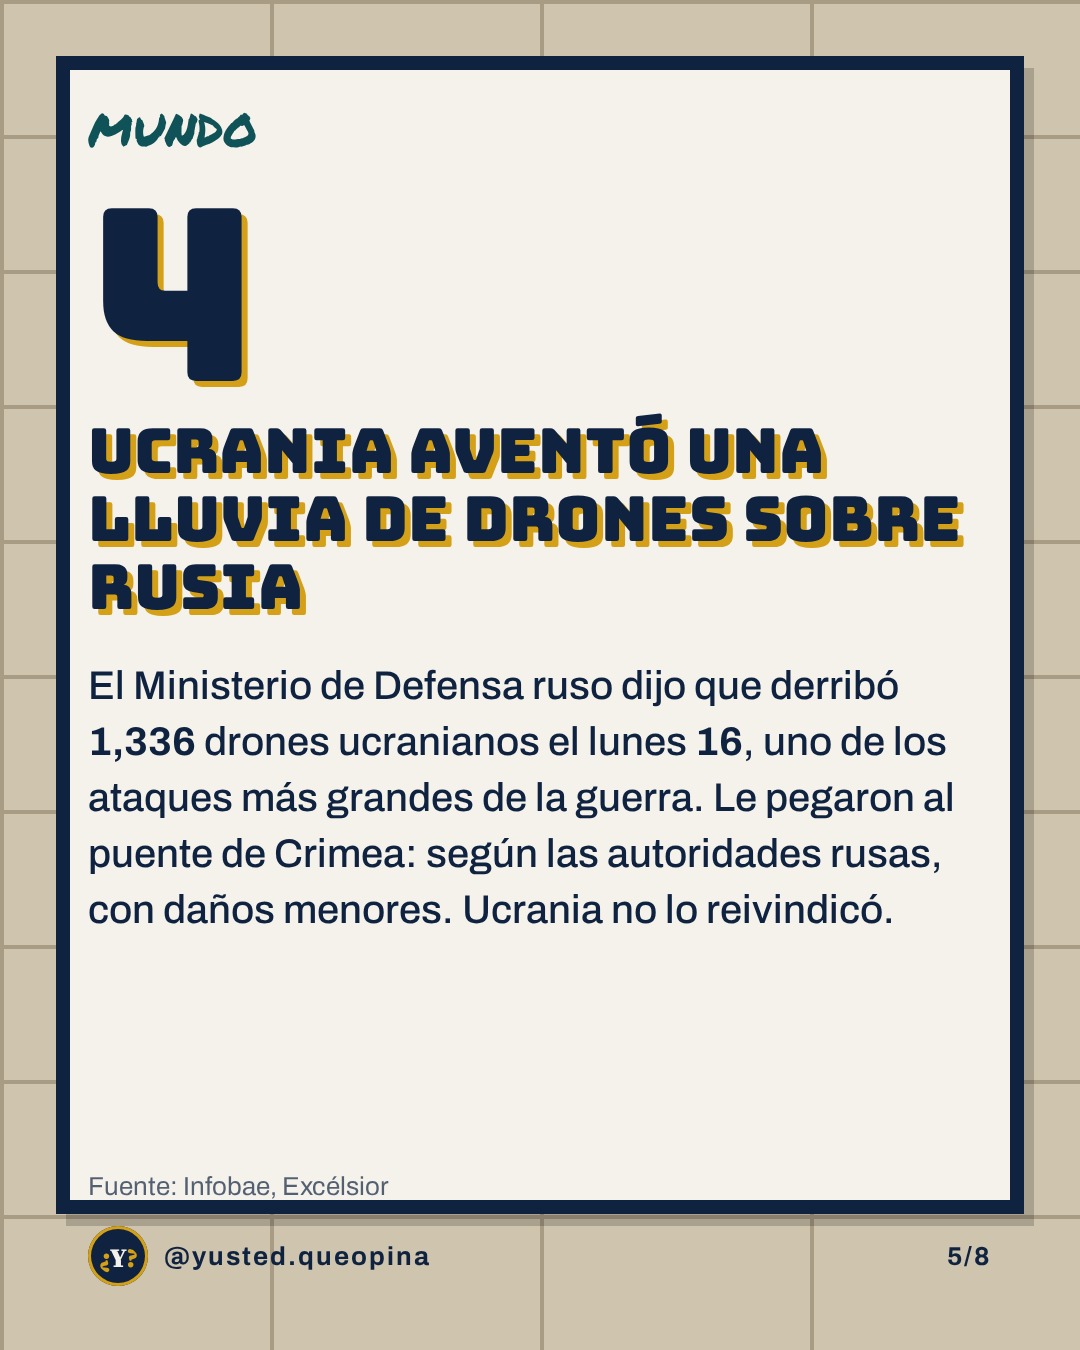 MUNDO
4
UCRANIA AVENTÓ UNA
LLUVIA DE DRONES SOBRE
RUSIA
El Ministerio de Defensa ruso dijo que derribó
1,336 drones ucranianos el lunes 16, uno de los
ataques más grandes de la guerra. Le pegaron al
puente de Crimea: según las autoridades rusas,
con daños menores. Ucrania no lo reivindicó.
Fuente: Infobae, Excélsior
¿Y? @yusted.queopina
5/8